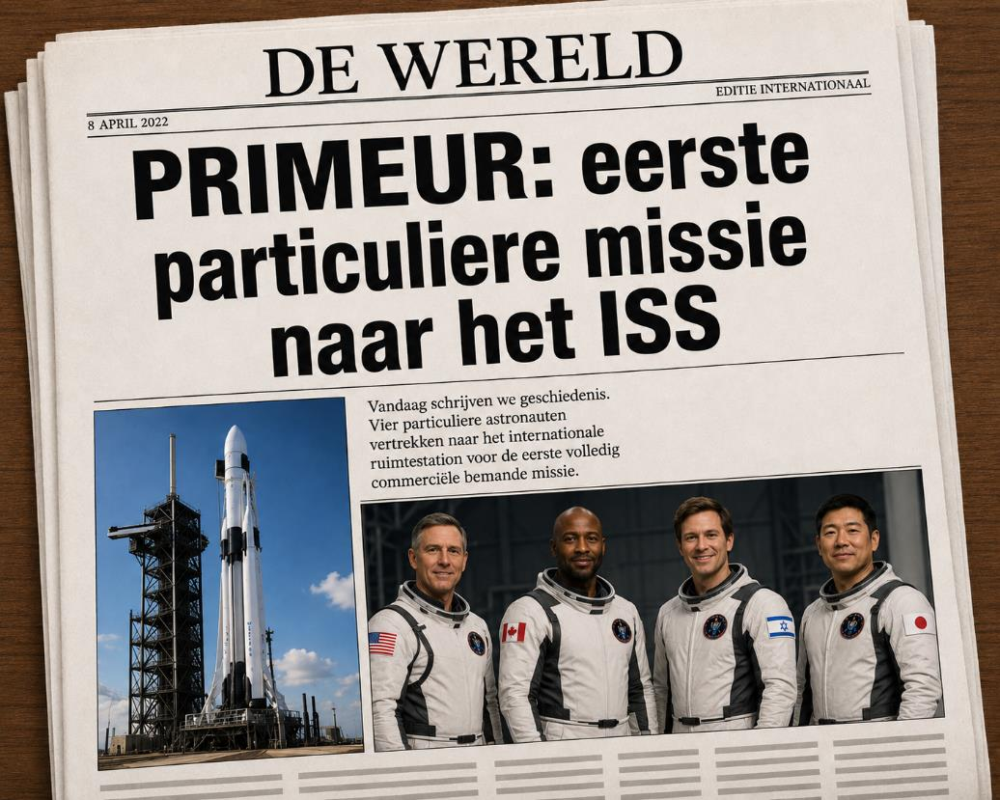 DE WERELD
EDITIE INTERNATIONAAL
8 APRIL 2022
PRIMEUR: eerste
particuliere missie
naar het ISS
Vandaag schrijven we geschiedenis.
Vier particuliere astronauten
vertrekken naar het internationale
ruimtestation voor de eerste volledig
commerciële bemande missie.